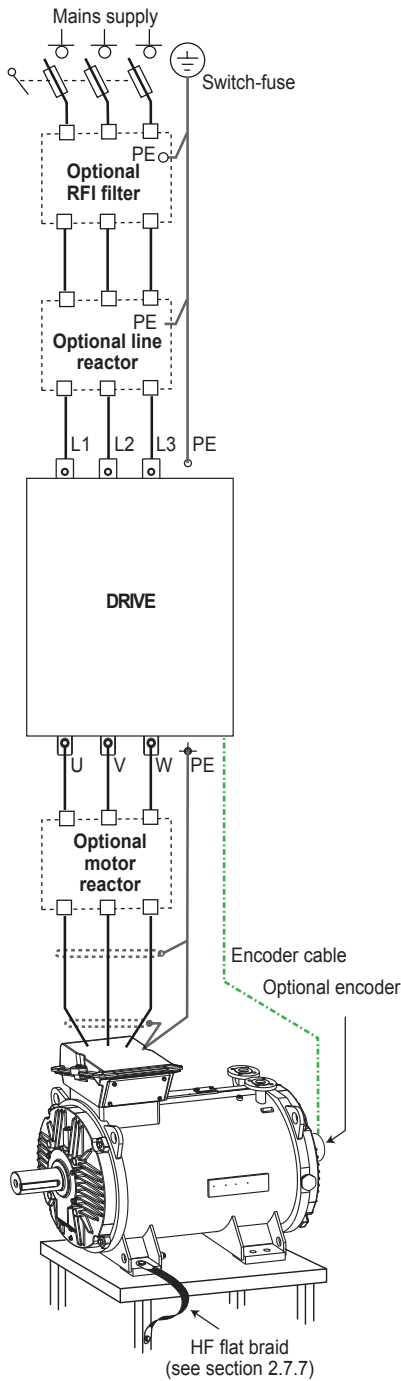 Mains supply
Switch-fuse
PE
Optional
RFI filter
PE
Optional line
reactor
L1 L2 L3 PE
DRIVE
U V W PE
Optional
motor
reactor
Encoder cable
Optional encoder
HF flat braid
(see section 2.7.7)